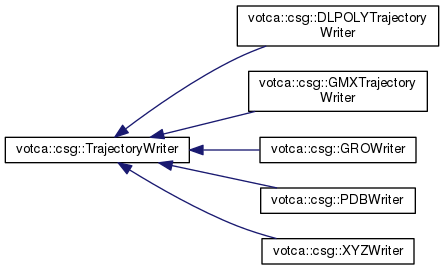 votca::csg::DLPOLYTrajectory
Writer
votca::csg::GMXTrajectory
Writer
votca::csg::TrajectoryWriter
votca::csg::GROWriter
votca::csg::PDBWriter
votca::csg::XYZWriter